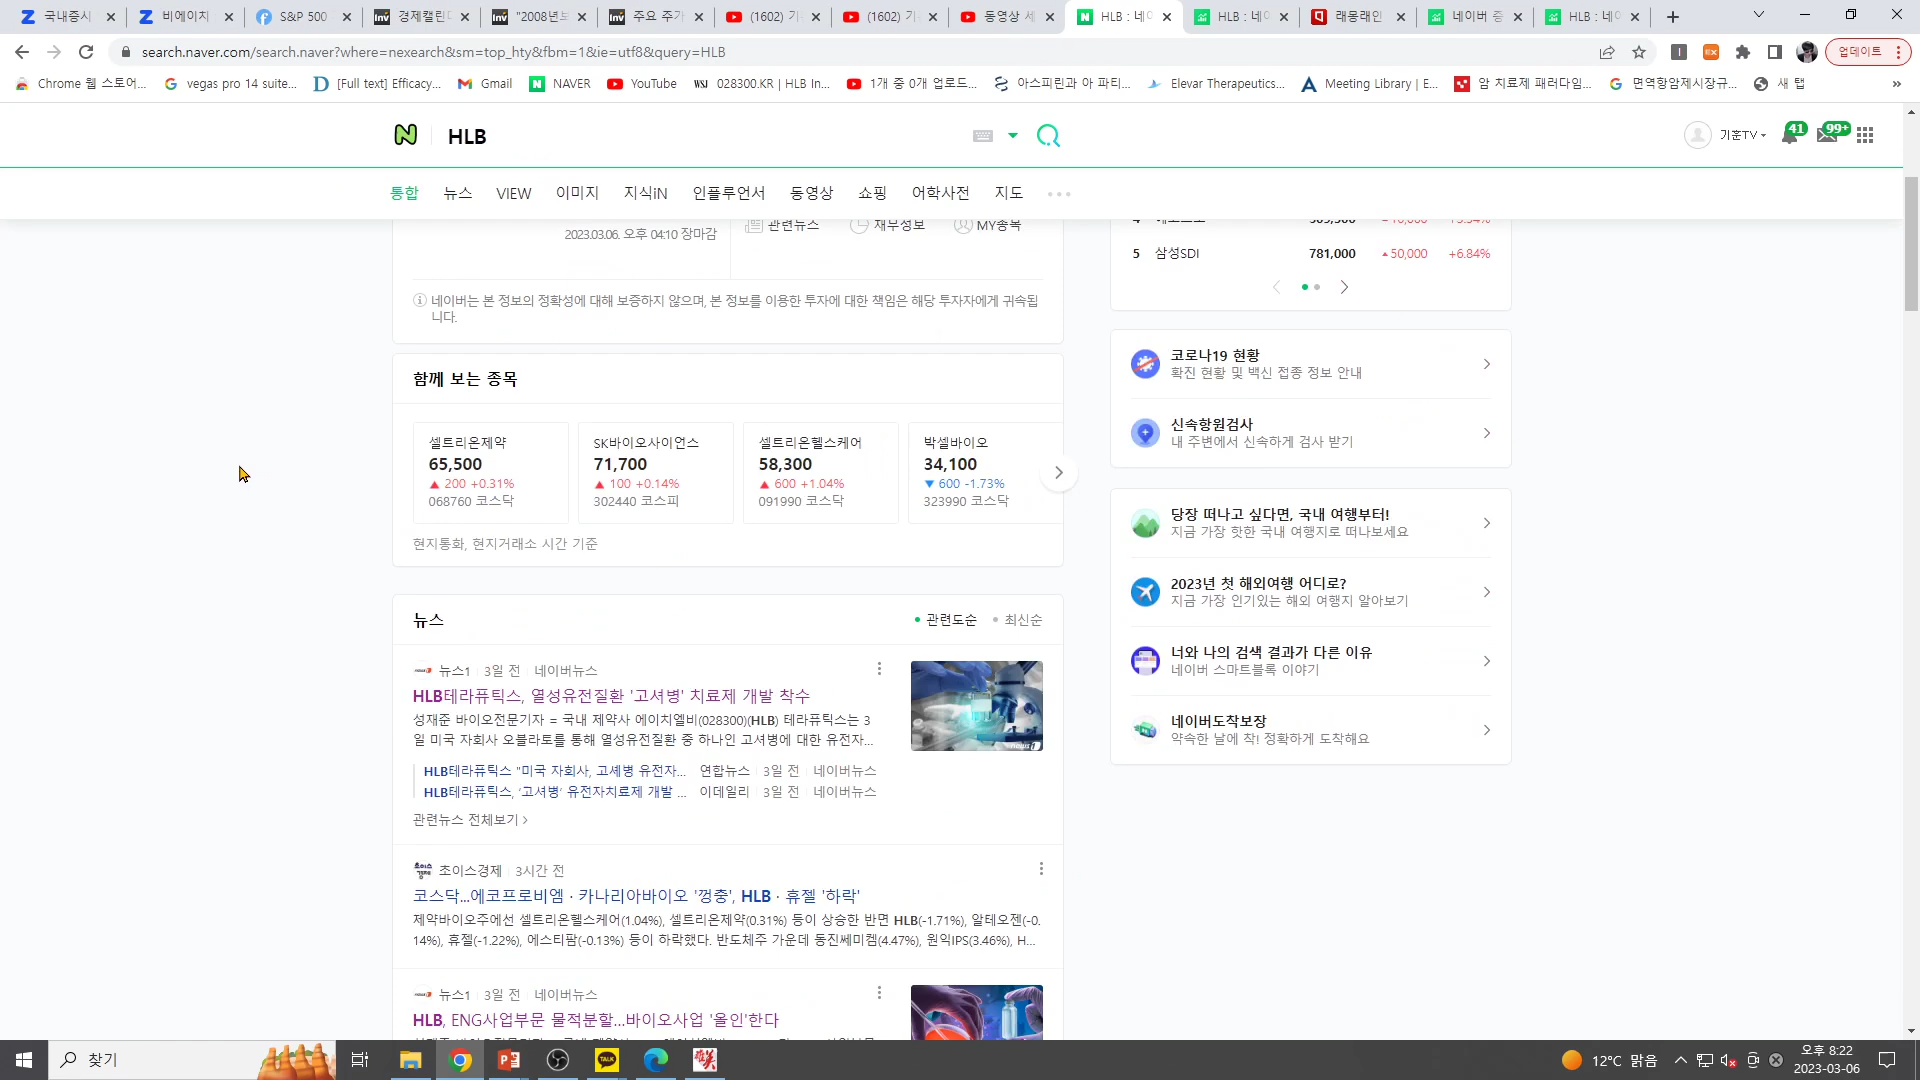 국내증시
비에이치
S&P 500
경제캘린더
"2008년보
주요 주가
(1602) 기
(1602) 기
동영상 세
HLB : 네이
HLB : 네이
래몽래인
네이버 증
HLB : 네이
search.naver.com/search.naver?where=nexearch&sm=top_hty&fbm=1&ie=utf8&query=HLB
업데이트
Chrome 웹 스토어...
vegas pro 14 suite...
[Full text] Efficacy...
Gmail
NAVER
YouTube
028300.KR | HLB In...
1개 중 0개 업로드...
아스피린과 아 파티...
Elevar Therapeutics...
Meeting Library | E...
암 치료제 패러다임...
면역항암제시장규...
새 탭
HLB
기훈TV
41
99+
통합 뉴스 VIEW 이미지 지식iN 인플루언서 동영상 쇼핑 어학사전 지도
2023.03.06. 오후 04:10 장마감
관련뉴스
재무정보
MY종목
네이버는 본 정보의 정확성에 대해 보증하지 않으며, 본 정보를 이용한 투자에 대한 책임은 해당 투자자에게 귀속됩
니다.
함께 보는 종목
셀트리온제약
65,500
▲ 200 +0.31%
068760 코스닥
SK바이오사이언스
71,700
▲ 100 +0.14%
302440 코스피
셀트리온헬스케어
58,300
▲ 600 +1.04%
091990 코스닥
박셀바이오
34,100
▼ 600 -1.73%
323990 코스닥
현지통화, 현지거래소 시간 기준
뉴스
관련도순 최신순
뉴스1 3일 전 네이버뉴스
HLB테라퓨틱스, 열성유전질환 '고셔병' 치료제 개발 착수
성재준 바이오전문기자 = 국내 제약사 에이치엘비(028300)(HLB) 테라퓨틱스는 3
일 미국 자회사 오블라토를 통해 열성유전질환 중 하나인 고셔병에 대한 유전자...
HLB테라퓨틱스 "미국 자회사, 고셰병 유전자... 연합뉴스 3일 전 네이버뉴스
HLB테라퓨틱스, '고셔병' 유전자치료제 개발 ... 이데일리 3일 전 네이버뉴스
관련뉴스 전체보기
초이스경제 3시간 전
코스닥...에코프로비엠 · 카나리아바이오 '껑충', HLB · 휴젤 '하락'
제약바이오주에선 셀트리온헬스케어(1.04%), 셀트리온제약(0.31%) 등이 상승한 반면 HLB(-1.71%), 알테오젠(-0.
14%), 휴젤(-1.22%), 에스티팜(-0.13%) 등이 하락했다. 반도체주 가운데 동진쎄미켐(4.47%), 원익IPS(3.46%), H...
뉴스1 3일 전 네이버뉴스
HLB, ENG사업부문 물적분할...바이오사업 '올인'한다
5 삼성SDI 781,000 ▲50,000 +6.84%
코로나19 현황
확진 현황 및 백신 접종 정보 안내
신속항원검사
내 주변에서 신속하게 검사 받기
당장 떠나고 싶다면, 국내 여행부터!
지금 가장 핫한 국내 여행지로 떠나보세요
2023년 첫 해외여행 어디로?
지금 가장 인기있는 해외 여행지 알아보기
너와 나의 검색 결과가 다른 이유
네이버 스마트블록 이야기
네이버도착보장
약속한 날에 착! 정확하게 도착해요
찾기
12°C 맑음
오후 8:22
2023-03-06